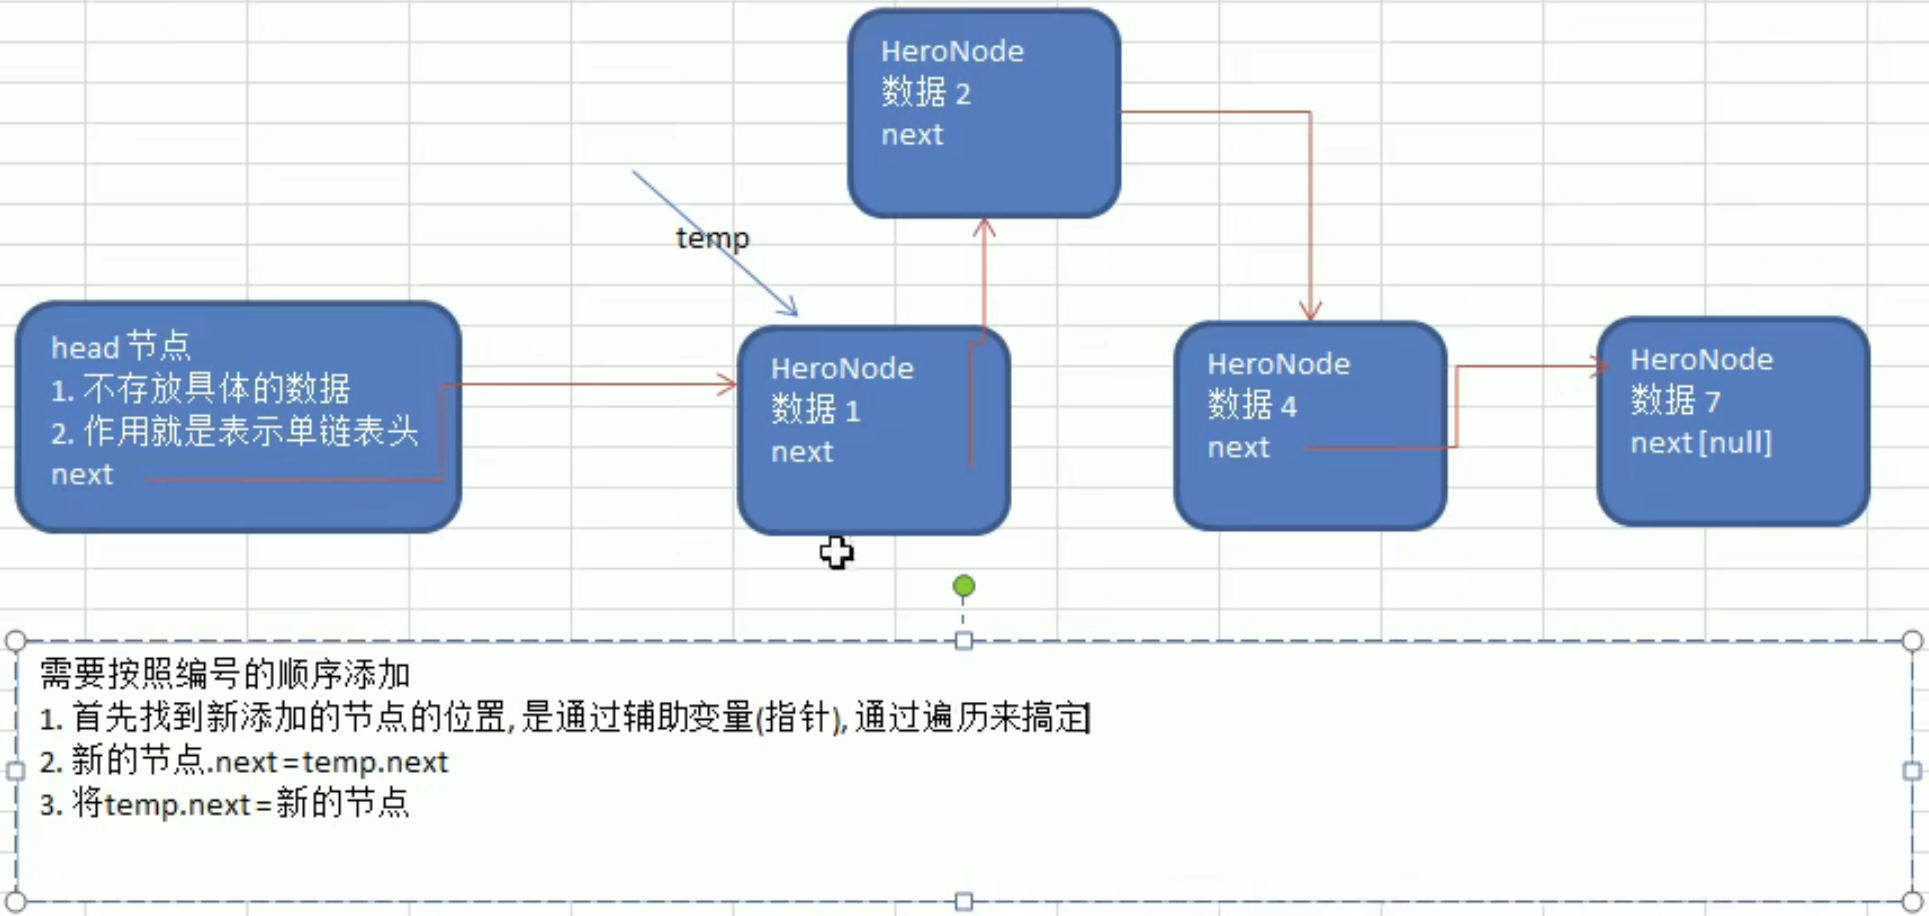 HeroNode
数据 2
next
temp
head 节点
1. 不存放具体的数据
2. 作用就是表示单链表头
next
HeroNode
数据 1
next
HeroNode
数据 4
next
HeroNode
数据 7
next [null]
需要按照编号的顺序添加
1. 首先找到新添加的节点的位置, 是通过辅助变量(指针), 通过遍历来搞定
2. 新的节点.next=temp.next
3. 将temp.next=新的节点